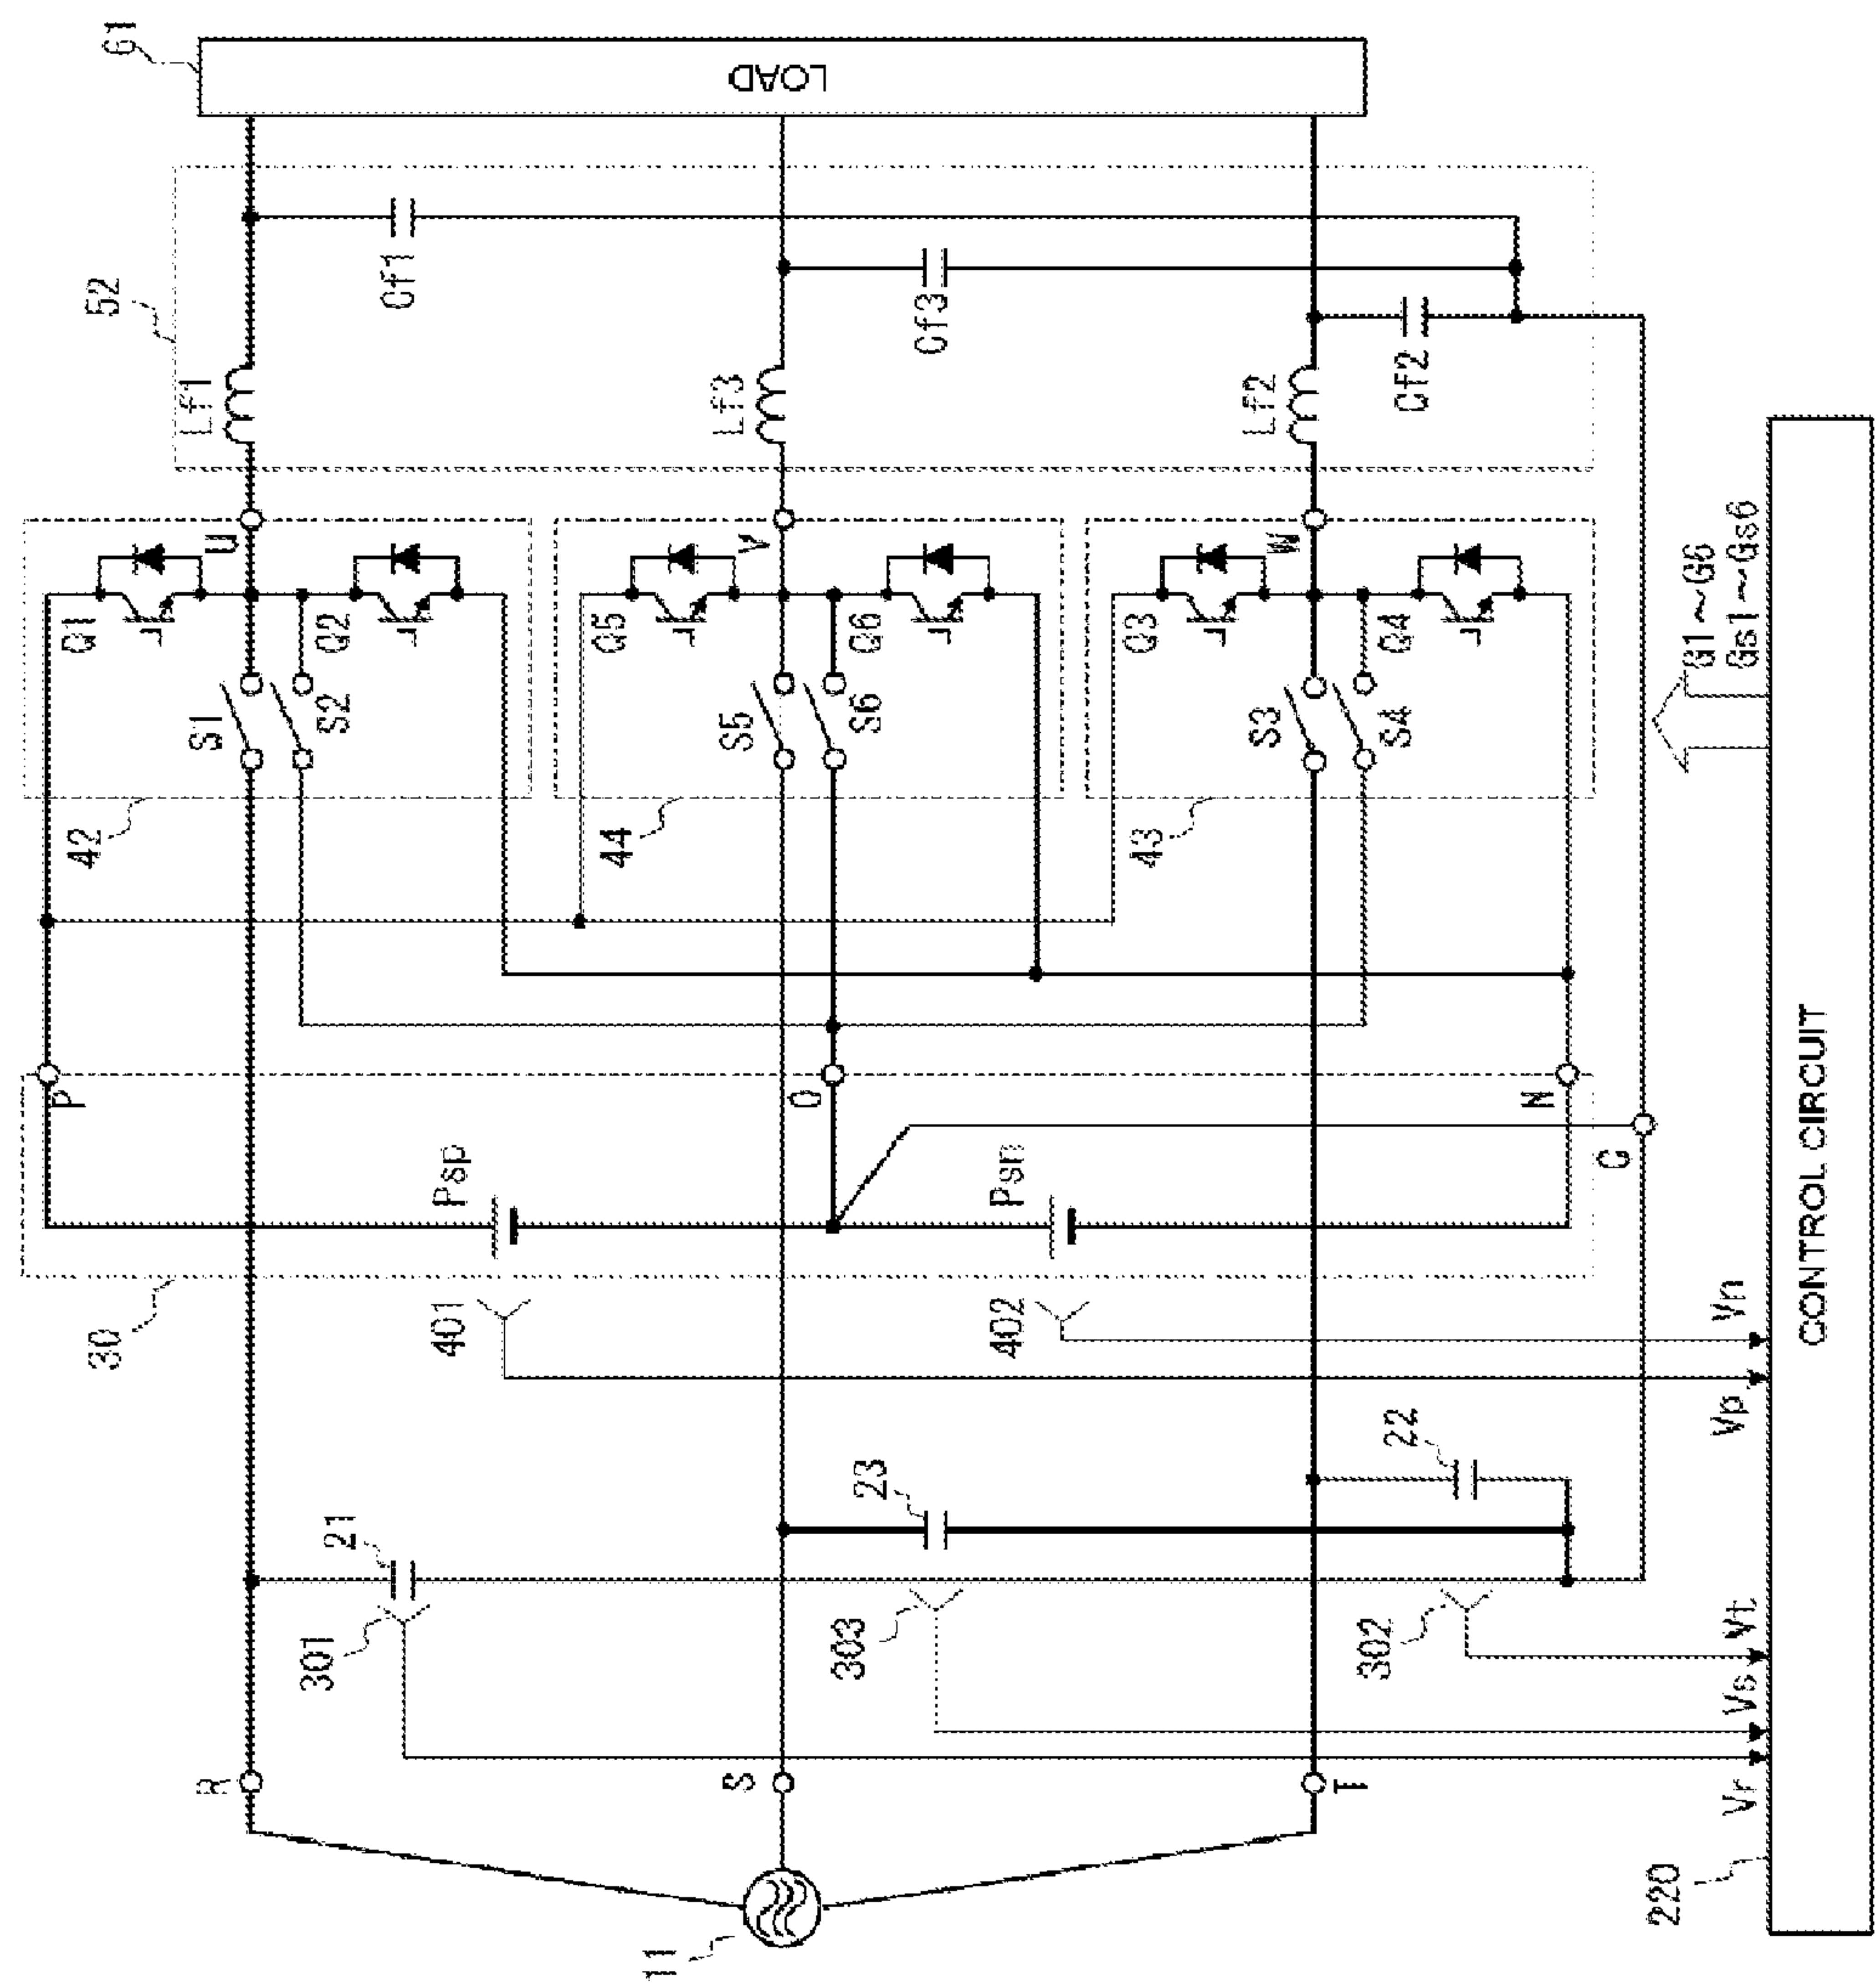 61
LOAD
52
Cf1
Cf3
Cf2
Lf1
Lf3
Lf2
U
V
W
Q1
Q2
Q5
Q6
Q3
Q4
S1
S2
S5
S6
S3
S4
42
44
43
G1~G6
Gs1~Gs6
P
O
N
G
Psp
Psn
30
401
402
Vn
Vp
21
23
22
301
303
302
Vt
Vs
Vr
R
S
T
11
220
CONTROL CIRCUIT